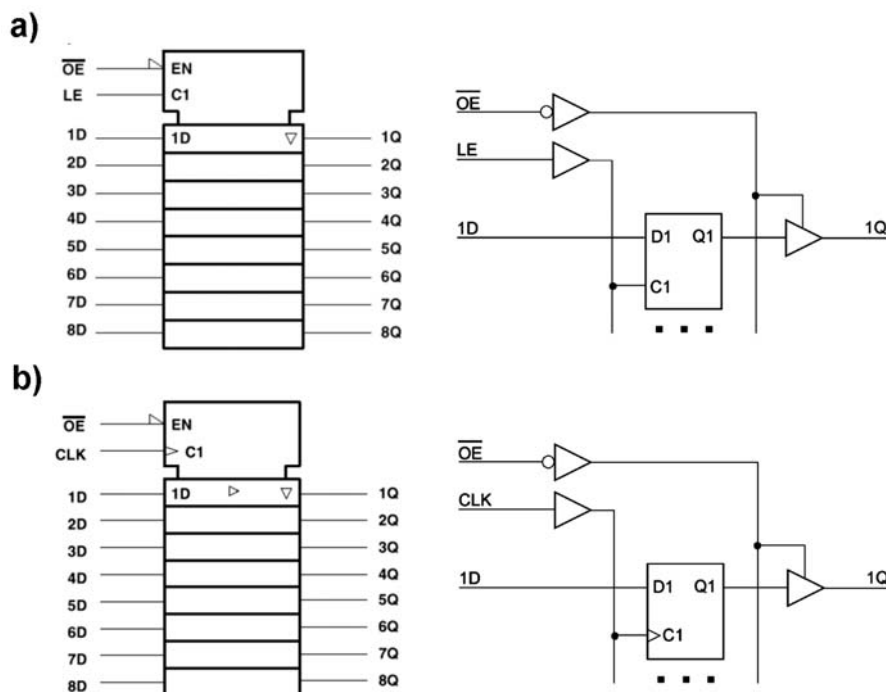 a)
OE EN
LE C1
1D 1D 1Q
2D 2Q
3D 3Q
4D 4Q
5D 5Q
6D 6Q
7D 7Q
8D 8Q
OE
LE
1D D1 Q1 1Q
C1
b)
OE EN
CLK C1
1D 1D 1Q
2D 2Q
3D 3Q
4D 4Q
5D 5Q
6D 6Q
7D 7Q
8D 8Q
OE
CLK
1D D1 Q1 1Q
C1